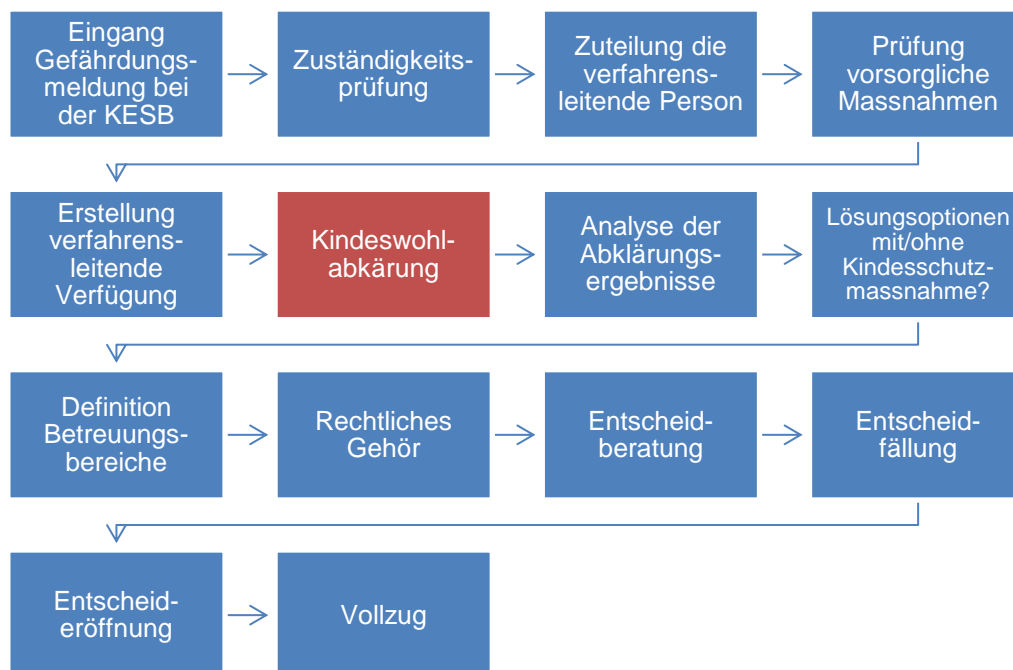 Eingang
Gefährdungs-
meldung bei
der KESB
Zuständigkeits-
prüfung
Zuteilung die
verfahrens-
leitende Person
Prüfung
vorsorgliche
Massnahmen
Erstellung
verfahrens-
leitende
Verfügung
Kindeswohl-
abkärung
Analyse der
Abklärungs-
ergebnisse
Lösungsoptionen
mit/ohne
Kindesschutz-
massnahme?
Definition
Betreuungs-
bereiche
Rechtliches
Gehör
Entscheid-
beratung
Entscheid-
fällung
Entscheid-
eröffnung
Vollzug